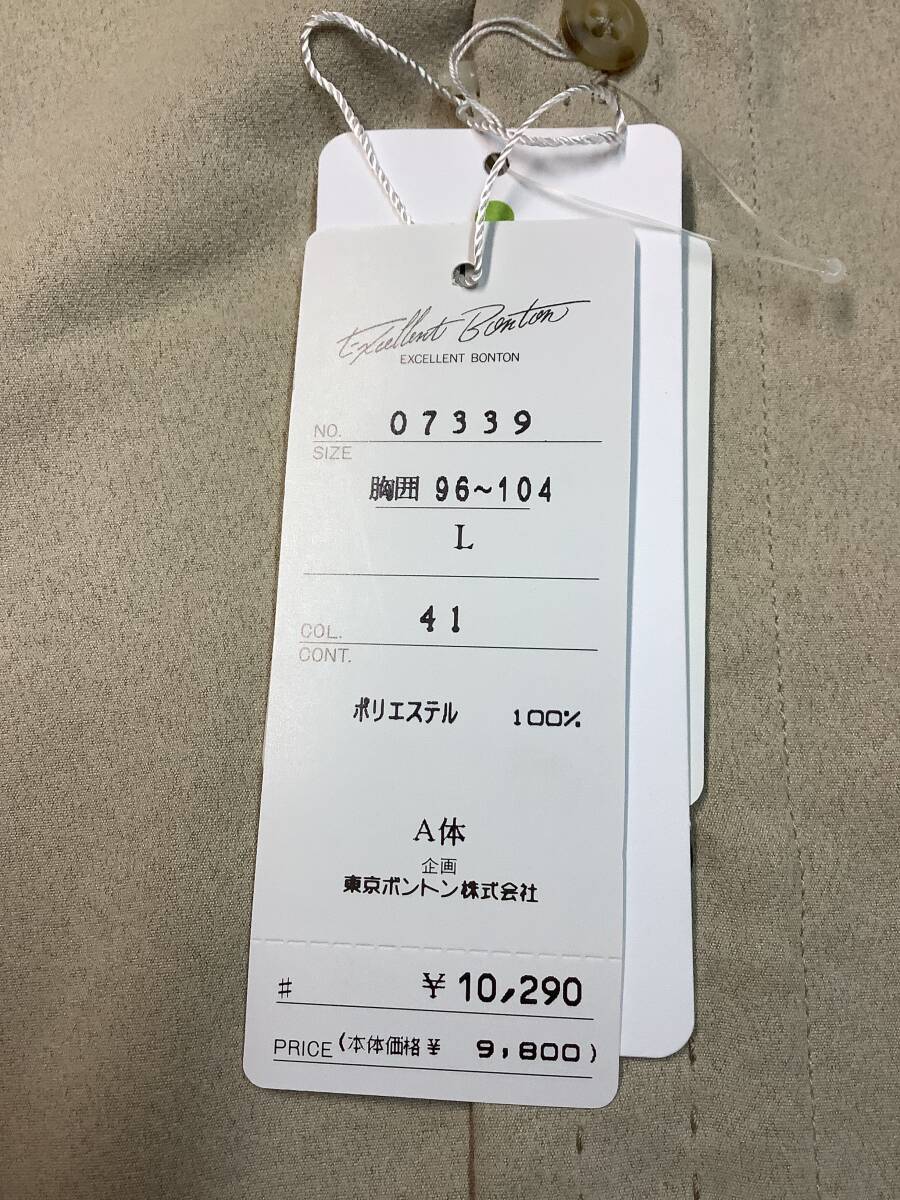 Excellent Bonton
EXCELLENT BONTON
NO. 07339
SIZE
胸囲 96~104
L
COL. 41
CONT.
ポリエステル 100%
A体
企画
東京ボントン株式会社
# ¥10,290
PRICE (本体価格¥ 9,800)